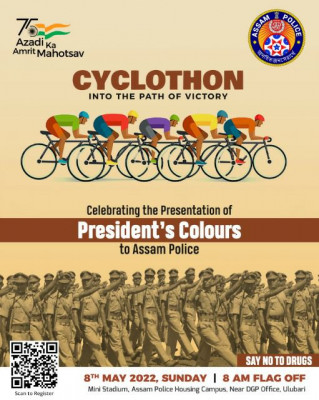 75
Azadi Ka
Amrit Mahotsav
ASSAM POLICE
CYCLOTHON
INTO THE PATH OF VICTORY
Celebrating the Presentation of
President's Colours
to Assam Police
SAY NO TO DRUGS
8TH MAY 2022, SUNDAY | 8 AM FLAG OFF
Mini Stadium, Assam Police Housing Campus, Near DGP Office, Ulubari
Scan to Register